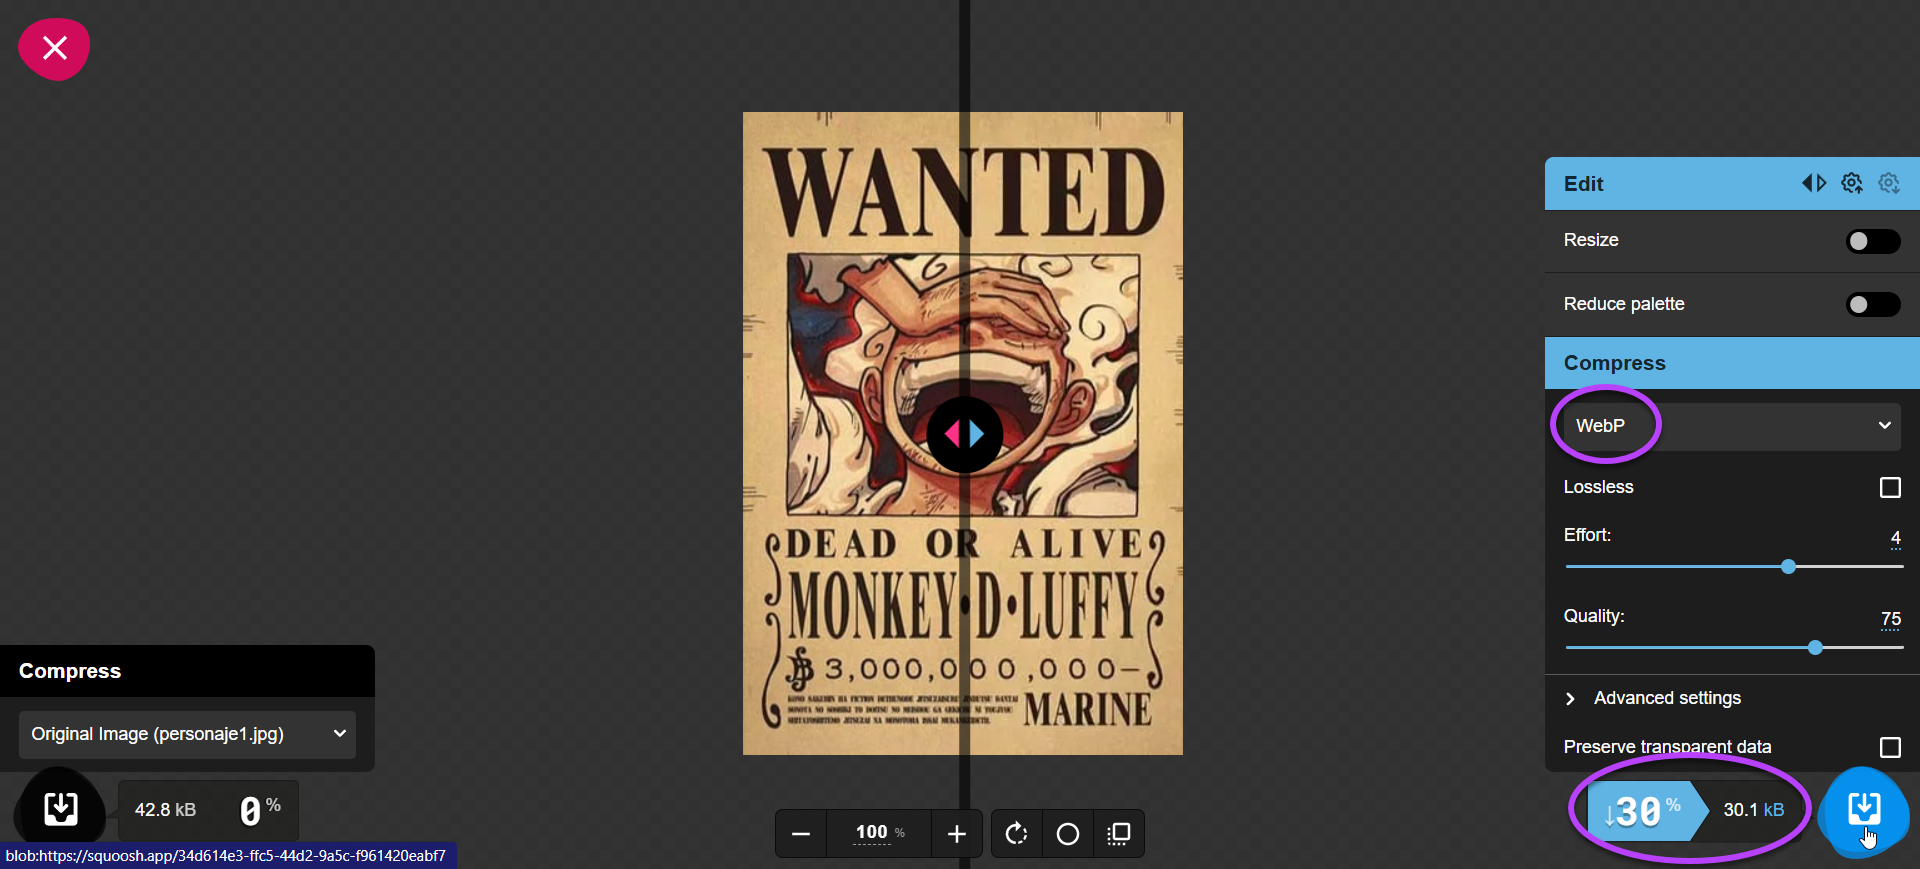 WANTED
DEAD OR ALIVE
MONKEY•D•LUFFY
3,000,000,000-
MARINE
Edit
Resize
Reduce palette
Compress
WebP
Lossless
Effort:
4
Quality:
75
Advanced settings
Preserve transparent data
↓30 %
30.1 kB
Compress
Original Image (personaje1.jpg)
42.8 kB
0 %
100 %
blob:https://squoosh.app/34d614e3-ffc5-44d2-9a5c-f961420eabf7